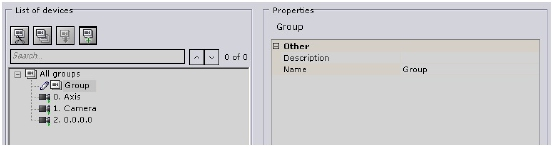 List of devices
Search
0 of 0
All groups
Group
0. Axis
1. Camera
2. 0.0.0.0
Properties
Group
Other
Description
Name Group